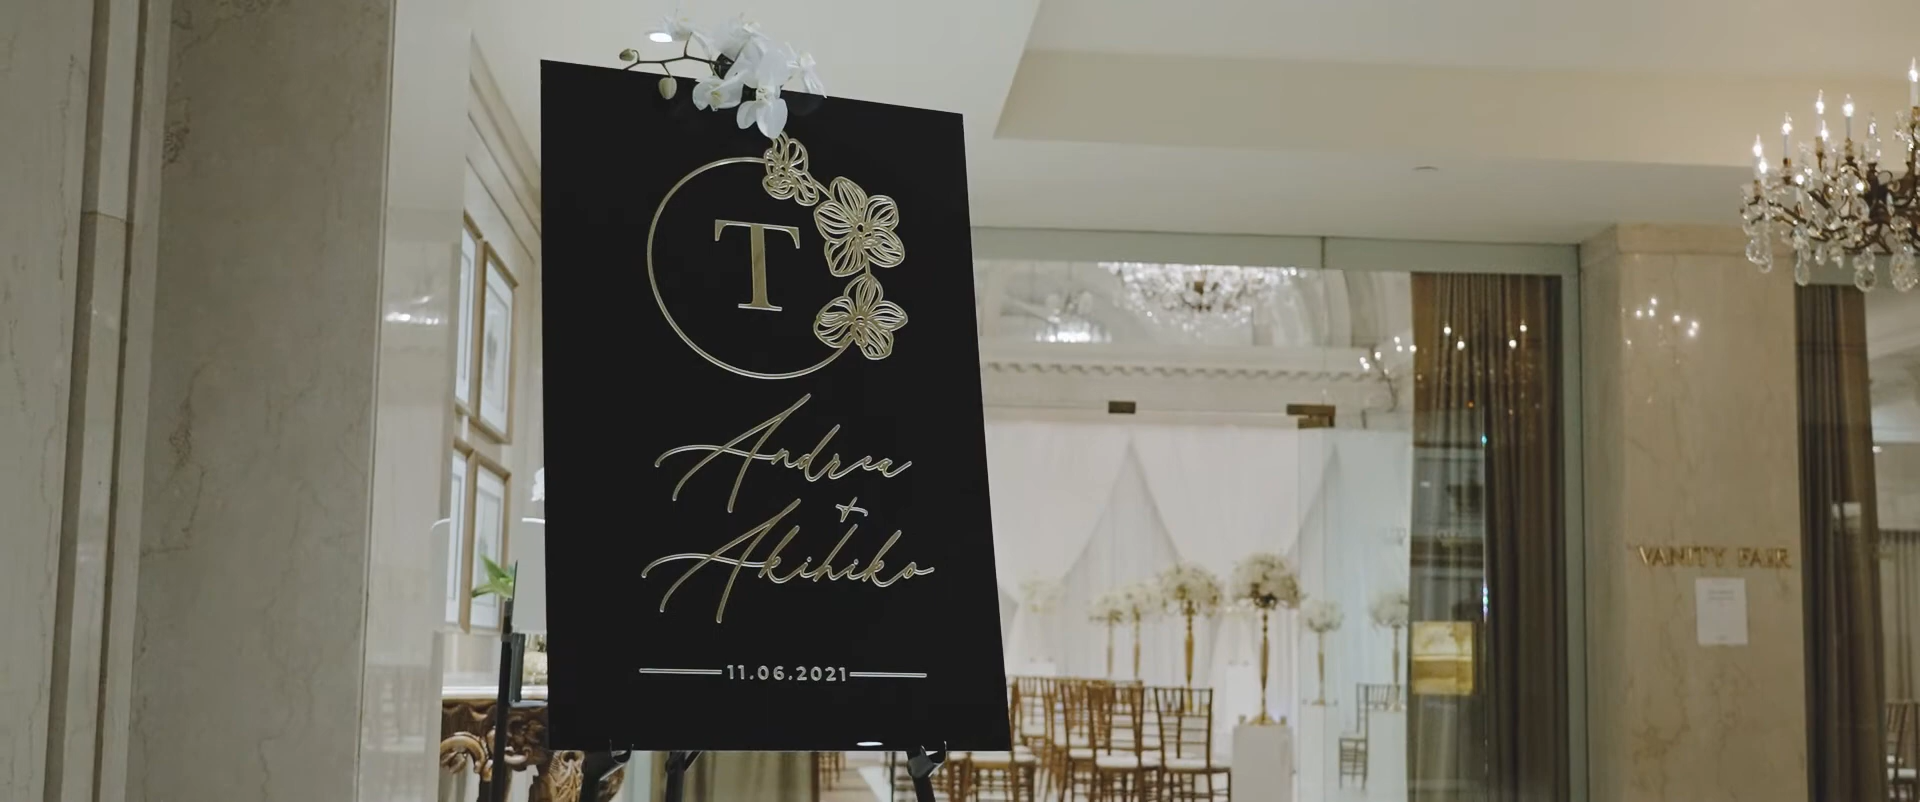 T
Andrea
+
Akihiko
11.06.2021
VANITY FAIR